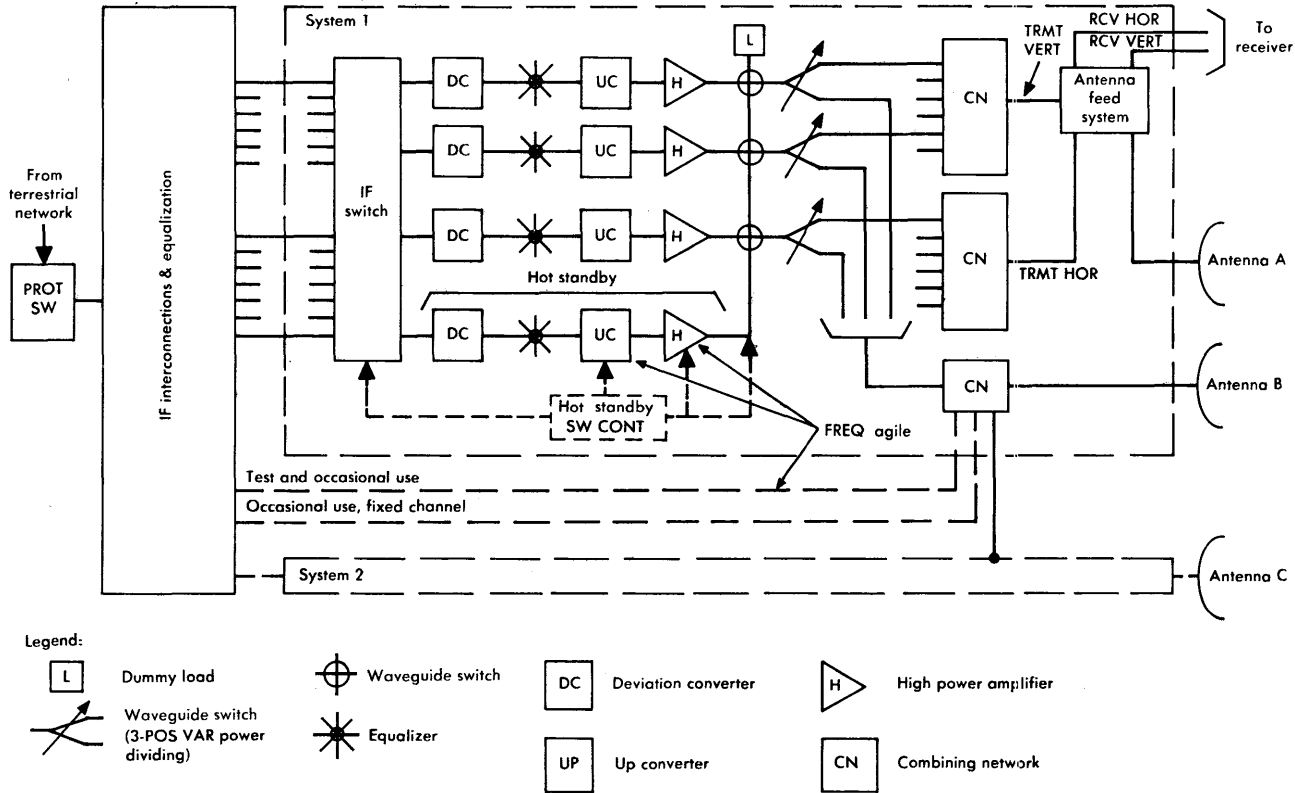 System 1
L
RCV HOR
RCV VERT
To
receiver
TRMT
VERT
DC
UC
H
CN
Antenna
feed
system
DC
UC
H
From
terrestrial
network
PROT
SW
IF interconnections & equalization
IF
switch
DC
UC
H
CN
TRMT HOR
Antenna A
Hot standby
DC
UC
H
CN
Antenna B
Hot standby
SW CONT
FREQ agile
Test and occasional use
Occasional use, fixed channel
System 2
Antenna C
Legend:
L
Dummy load
Waveguide switch
DC
Deviation converter
H
High power amplifier
Waveguide switch
(3-POS VAR power
dividing)
Equalizer
UP
Up converter
CN
Combining network